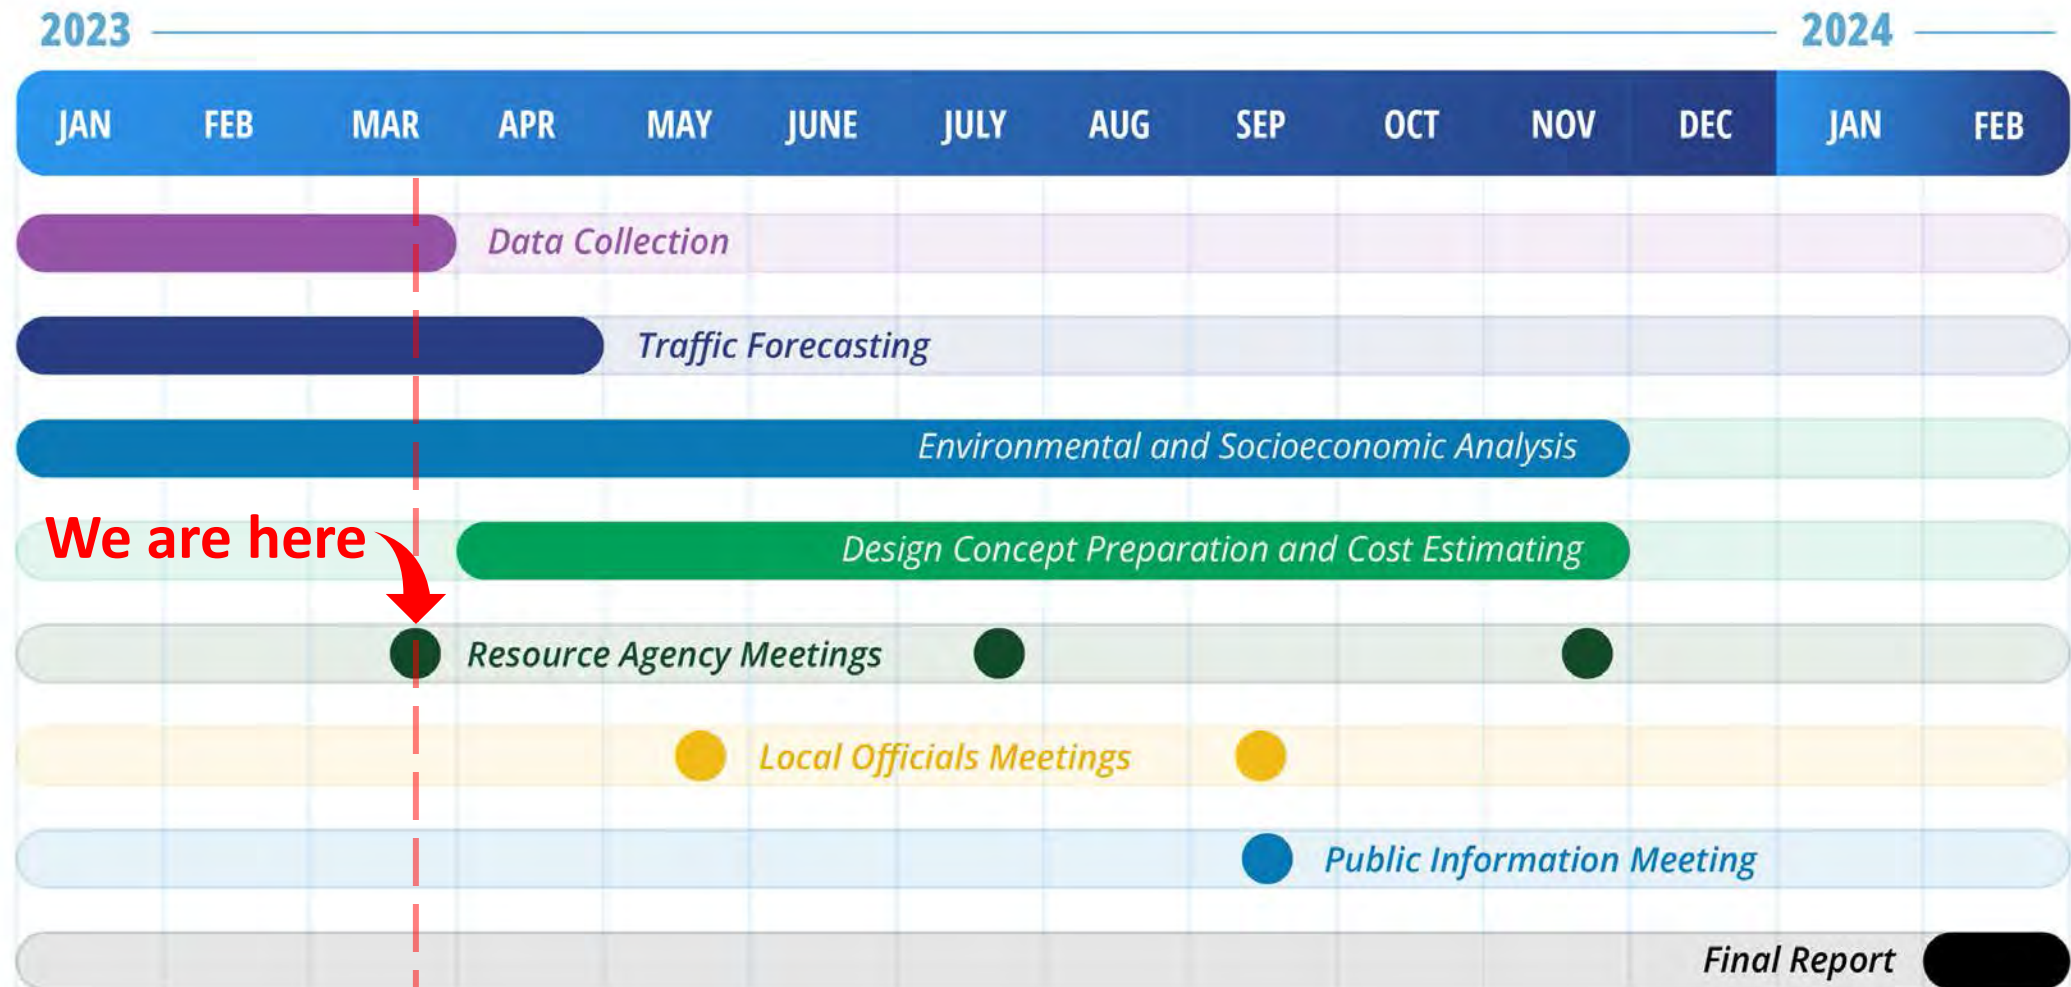 2023 2024
JAN FEB MAR APR MAY JUNE JULY AUG SEP OCT NOV DEC JAN FEB
Data Collection
Traffic Forecasting
Environmental and Socioeconomic Analysis
We are here
Design Concept Preparation and Cost Estimating
Resource Agency Meetings
Local Officials Meetings
Public Information Meeting
Final Report